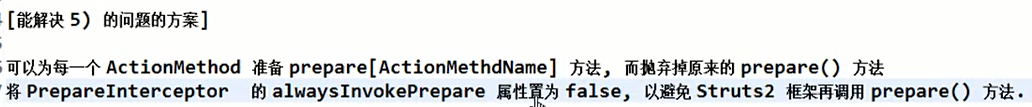 [能解决 5) 的问题的方案]
可以为每一个 ActionMethod 准备 prepare[ActionMethdName] 方法, 而抛弃掉原来的 prepare() 方法
将 PrepareInterceptor 的 alwaysInvokePrepare 属性置为 false, 以避免 Struts2 框架再调用 prepare() 方法.